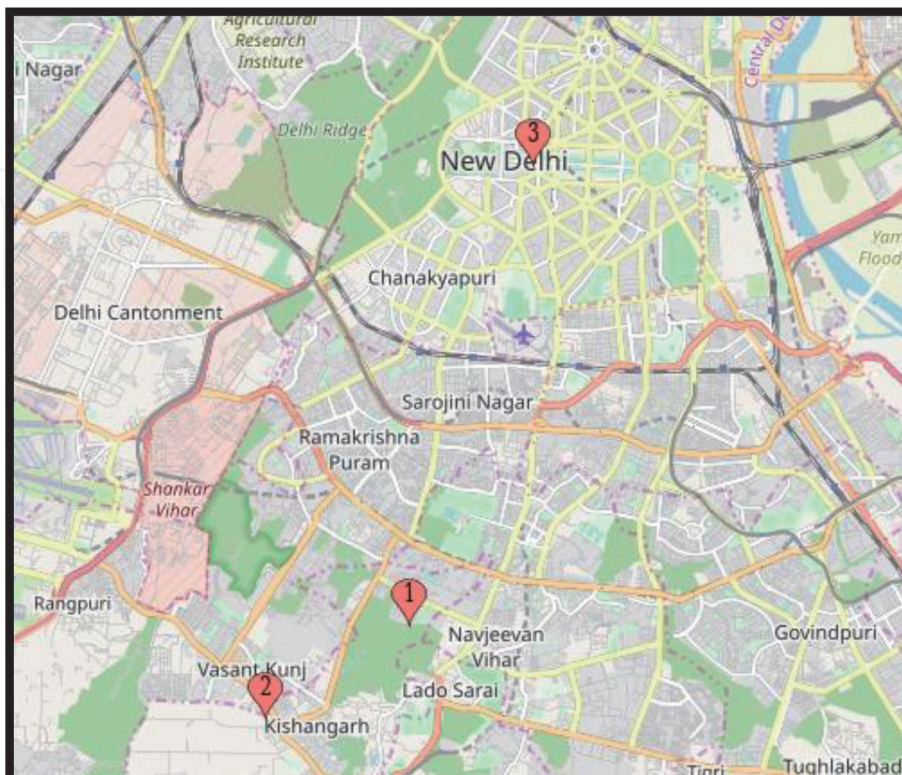 Agricultural
Research
Institute
i Nagar
Central De
Delhi Ridge
3
New Delhi
Yam
Flood
Chanakyapuri
Delhi Cantonment
Sarojini Nagar
Ramakrishna
Puram
Shankar
Vihar
1
Rangpuri
Navjeevan
Vihar
Govindpuri
Vasant Kunj
2
Lado Sarai
Kishangarh
Tigri
Tughlakabad